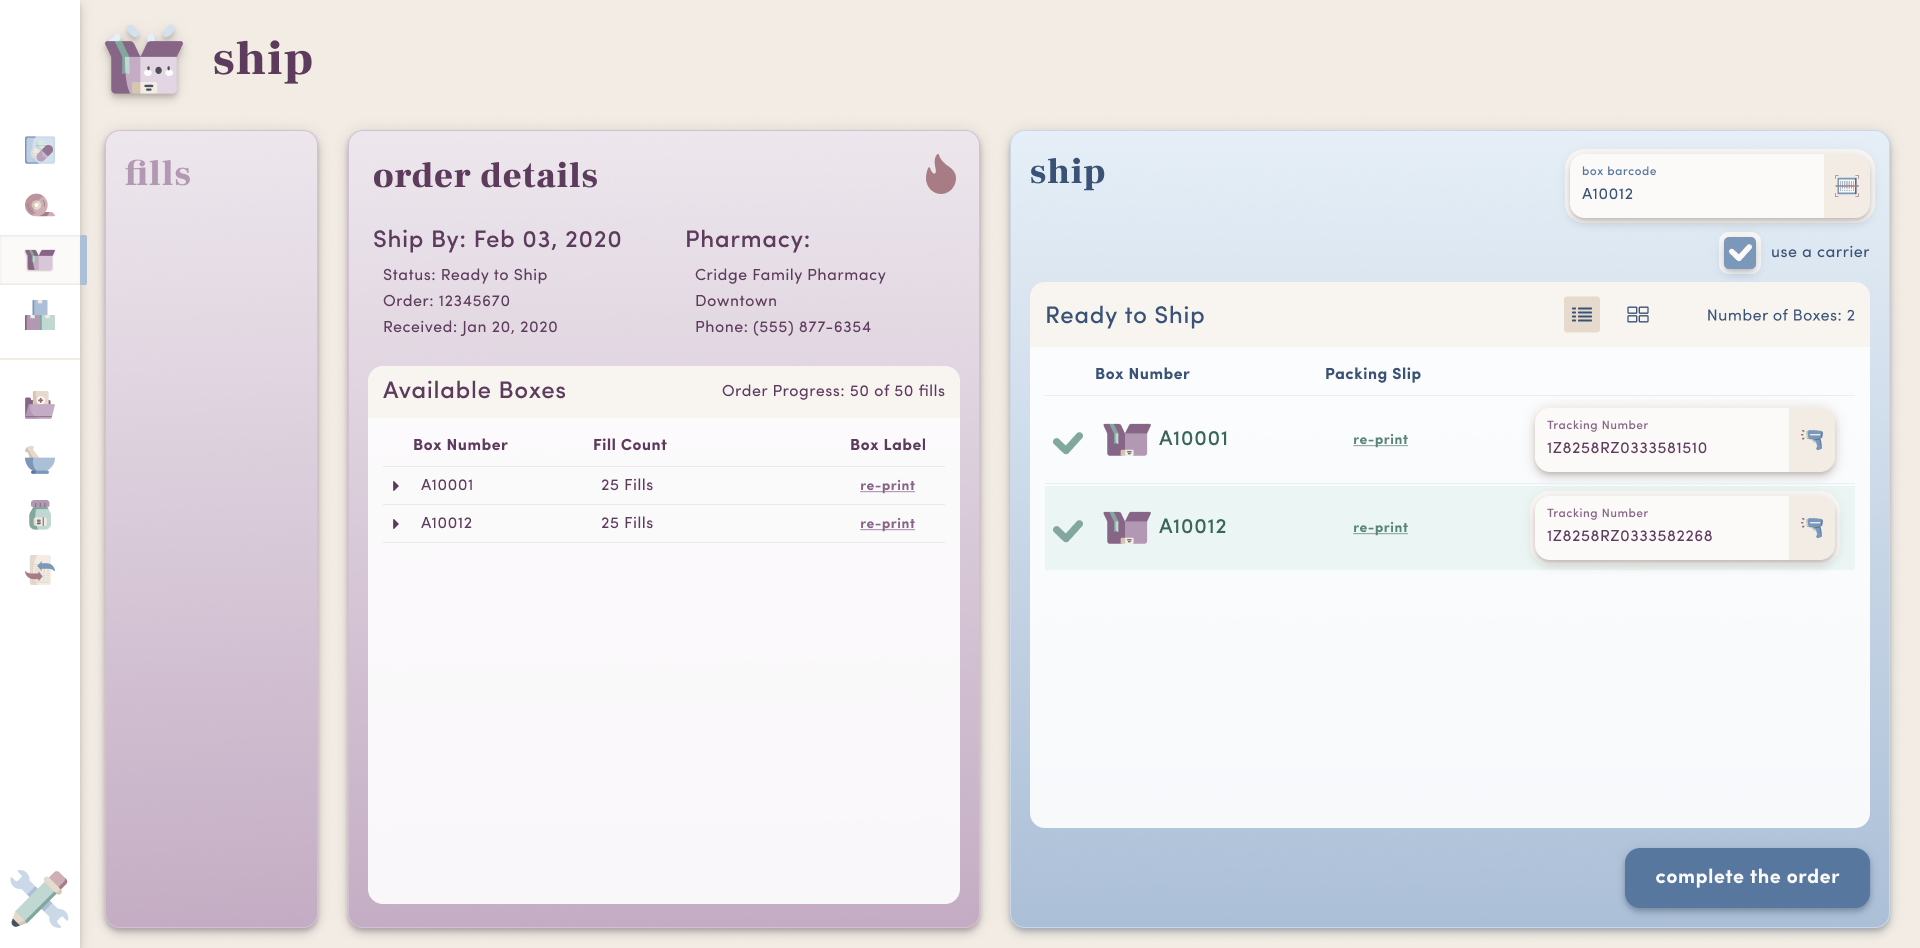 ship
fills
order details
Ship By: Feb 03, 2020
Status: Ready to Ship
Order: 12345670
Received: Jan 20, 2020
Pharmacy:
Cridge Family Pharmacy
Downtown
Phone: (555) 877-6354
Available Boxes
Order Progress: 50 of 50 fills
Box Number Fill Count Box Label
A10001 25 Fills re-print
A10012 25 Fills re-print
ship
box barcode
A10012
use a carrier
Ready to Ship
Number of Boxes: 2
Box Number Packing Slip
A10001 re-print
Tracking Number
1Z8258RZ0333581510
A10012 re-print
Tracking Number
1Z8258RZ0333582268
complete the order